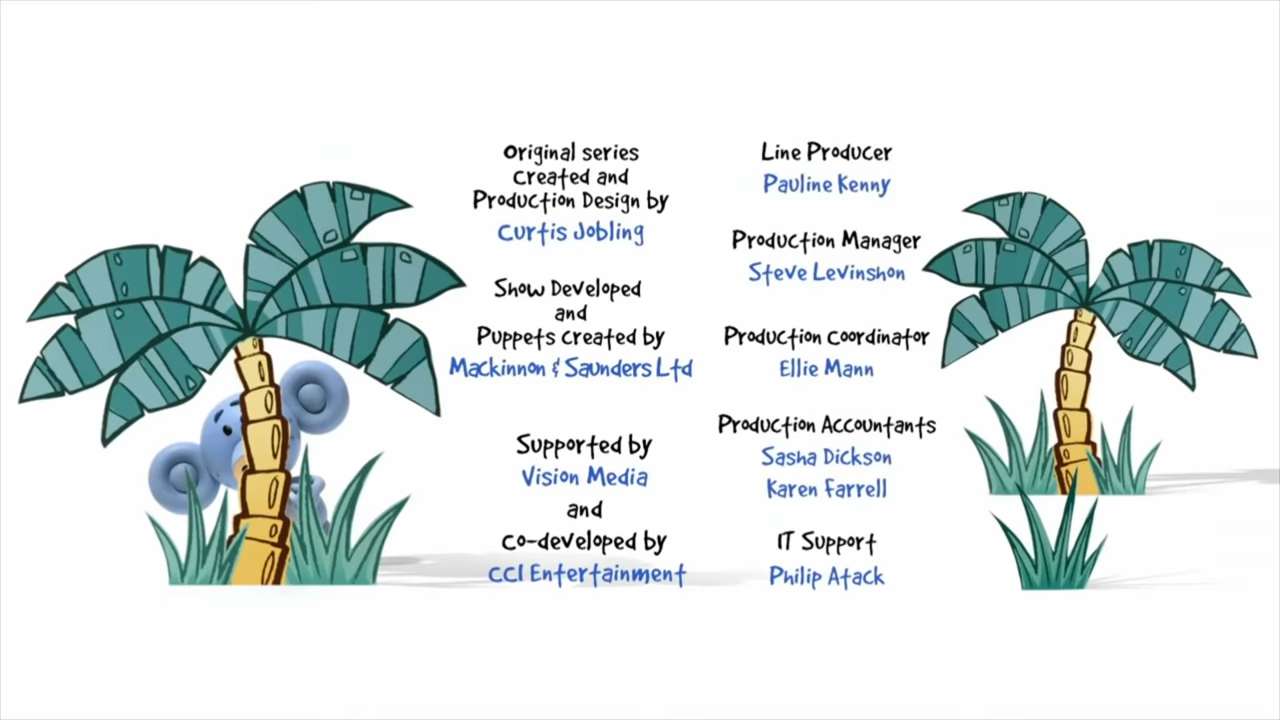 Original series
created and
Production Design by
Curtis Jobling
Show Developed
and
Puppets created by
Mackinnon & Saunders Ltd
Supported by
Vision Media
and
co-developed by
CCI Entertainment
Line Producer
Pauline Kenny
Production Manager
Steve Levinshon
Production Coordinator
Ellie Mann
Production Accountants
Sasha Dickson
Karen Farrell
IT Support
Philip Atack